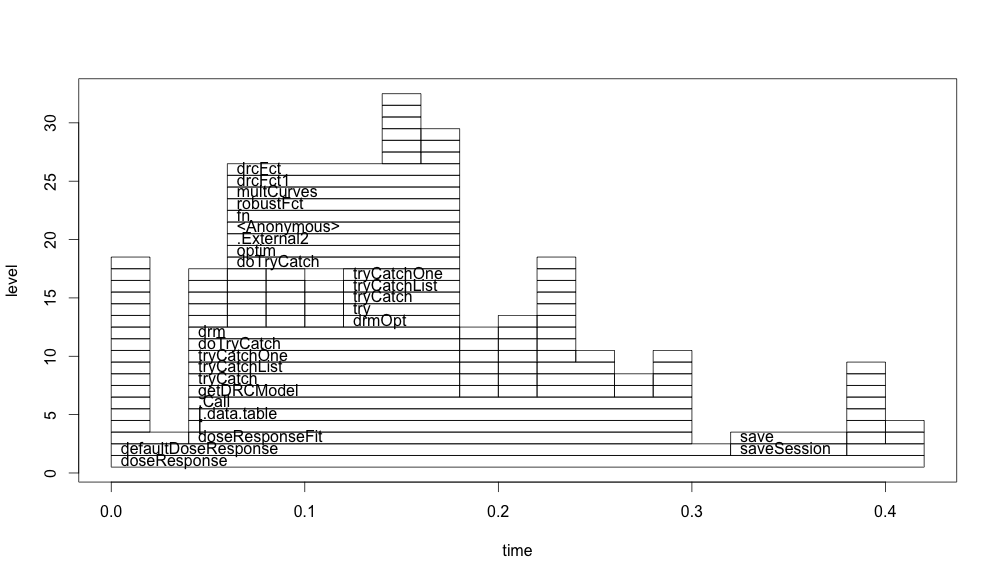 30
25
20
15
10
5
0
level
drcFct
drcFct1
multCurves
robustFct
fn
<Anonymous>
.External2
optim
doTryCatch
tryCatchOne
tryCatchList
tryCatch
try
drmOpt
drm
doTryCatch
tryCatchOne
tryCatchList
tryCatch
getDRCModel
.Call
[.data.table
[
doseResponseFit
save
defaultDoseResponse
saveSession
doseResponse
0.0 0.1 0.2 0.3 0.4
time